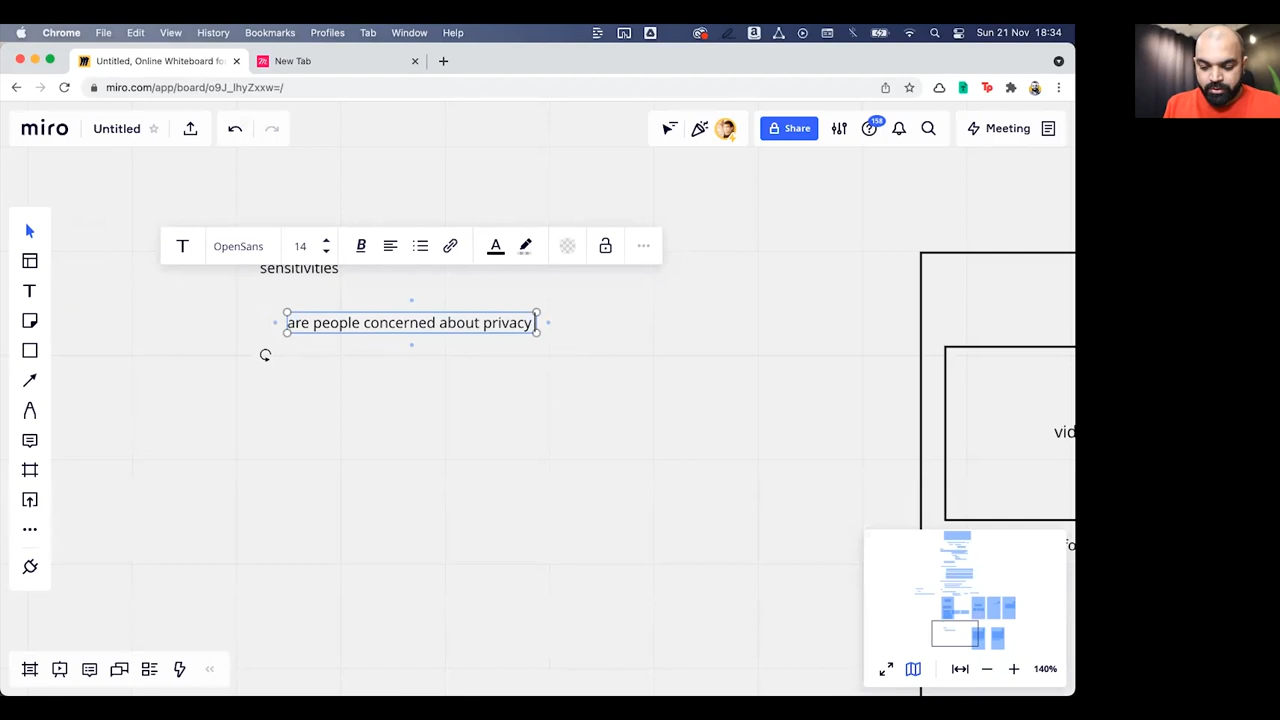 Chrome File Edit View History Bookmarks Profiles Tab Window Help Sun 21 Nov 18:34
Untitled, Online Whiteboard fo New Tab
miro.com/app/board/o9J_lhyZxxw=/
miro Untitled 158 Share Meeting
OpenSans 14 B A
sensitivities
are people concerned about privacy
vid
fo
140%